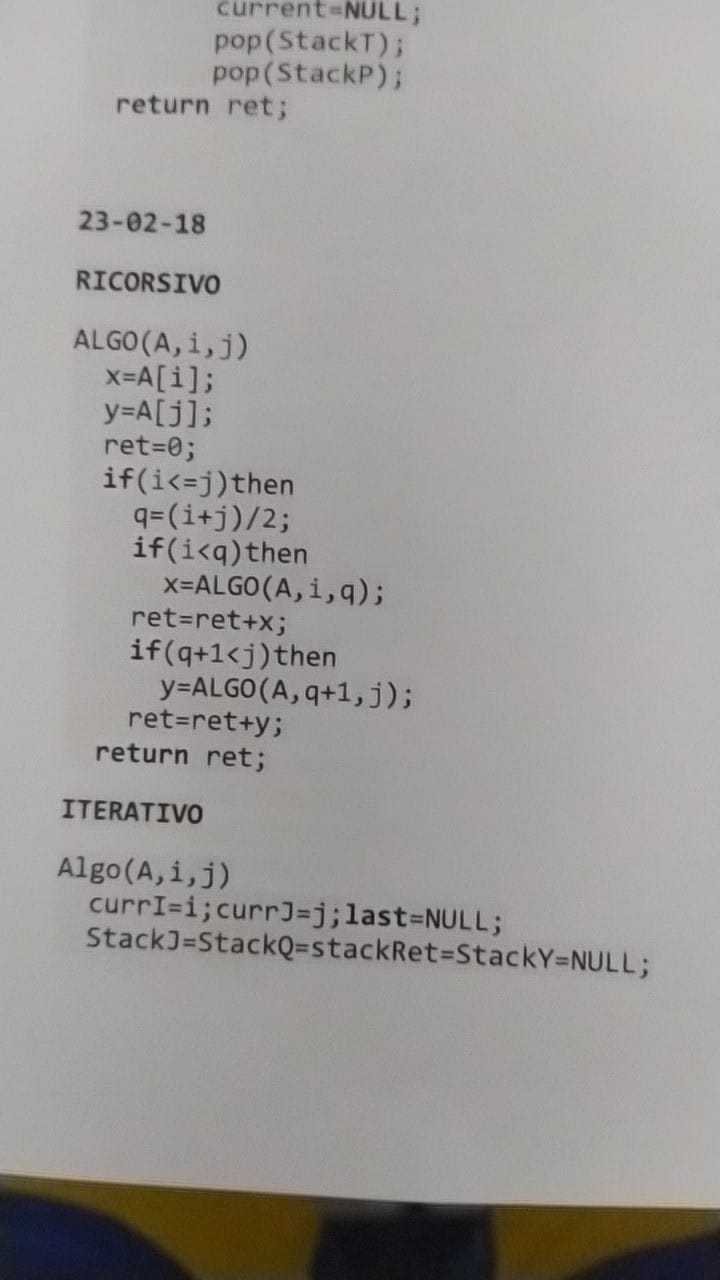 current=NULL;
pop(StackT);
pop(StackP);
return ret;
23-02-18
RICORSIVO
ALGO(A,i,j)
x=A[i];
y=A[j];
ret=0;
if(i<=j)then
q=(i+j)/2;
if(i<q)then
x=ALGO(A,i,q);
ret=ret+x;
if(q+1<j)then
y=ALGO(A,q+1,j);
ret=ret+y;
return ret;
ITERATIVO
Algo(A,i,j)
currI=i;currJ=j;last=NULL;
StackJ=StackQ=stackRet=StackY=NULL;